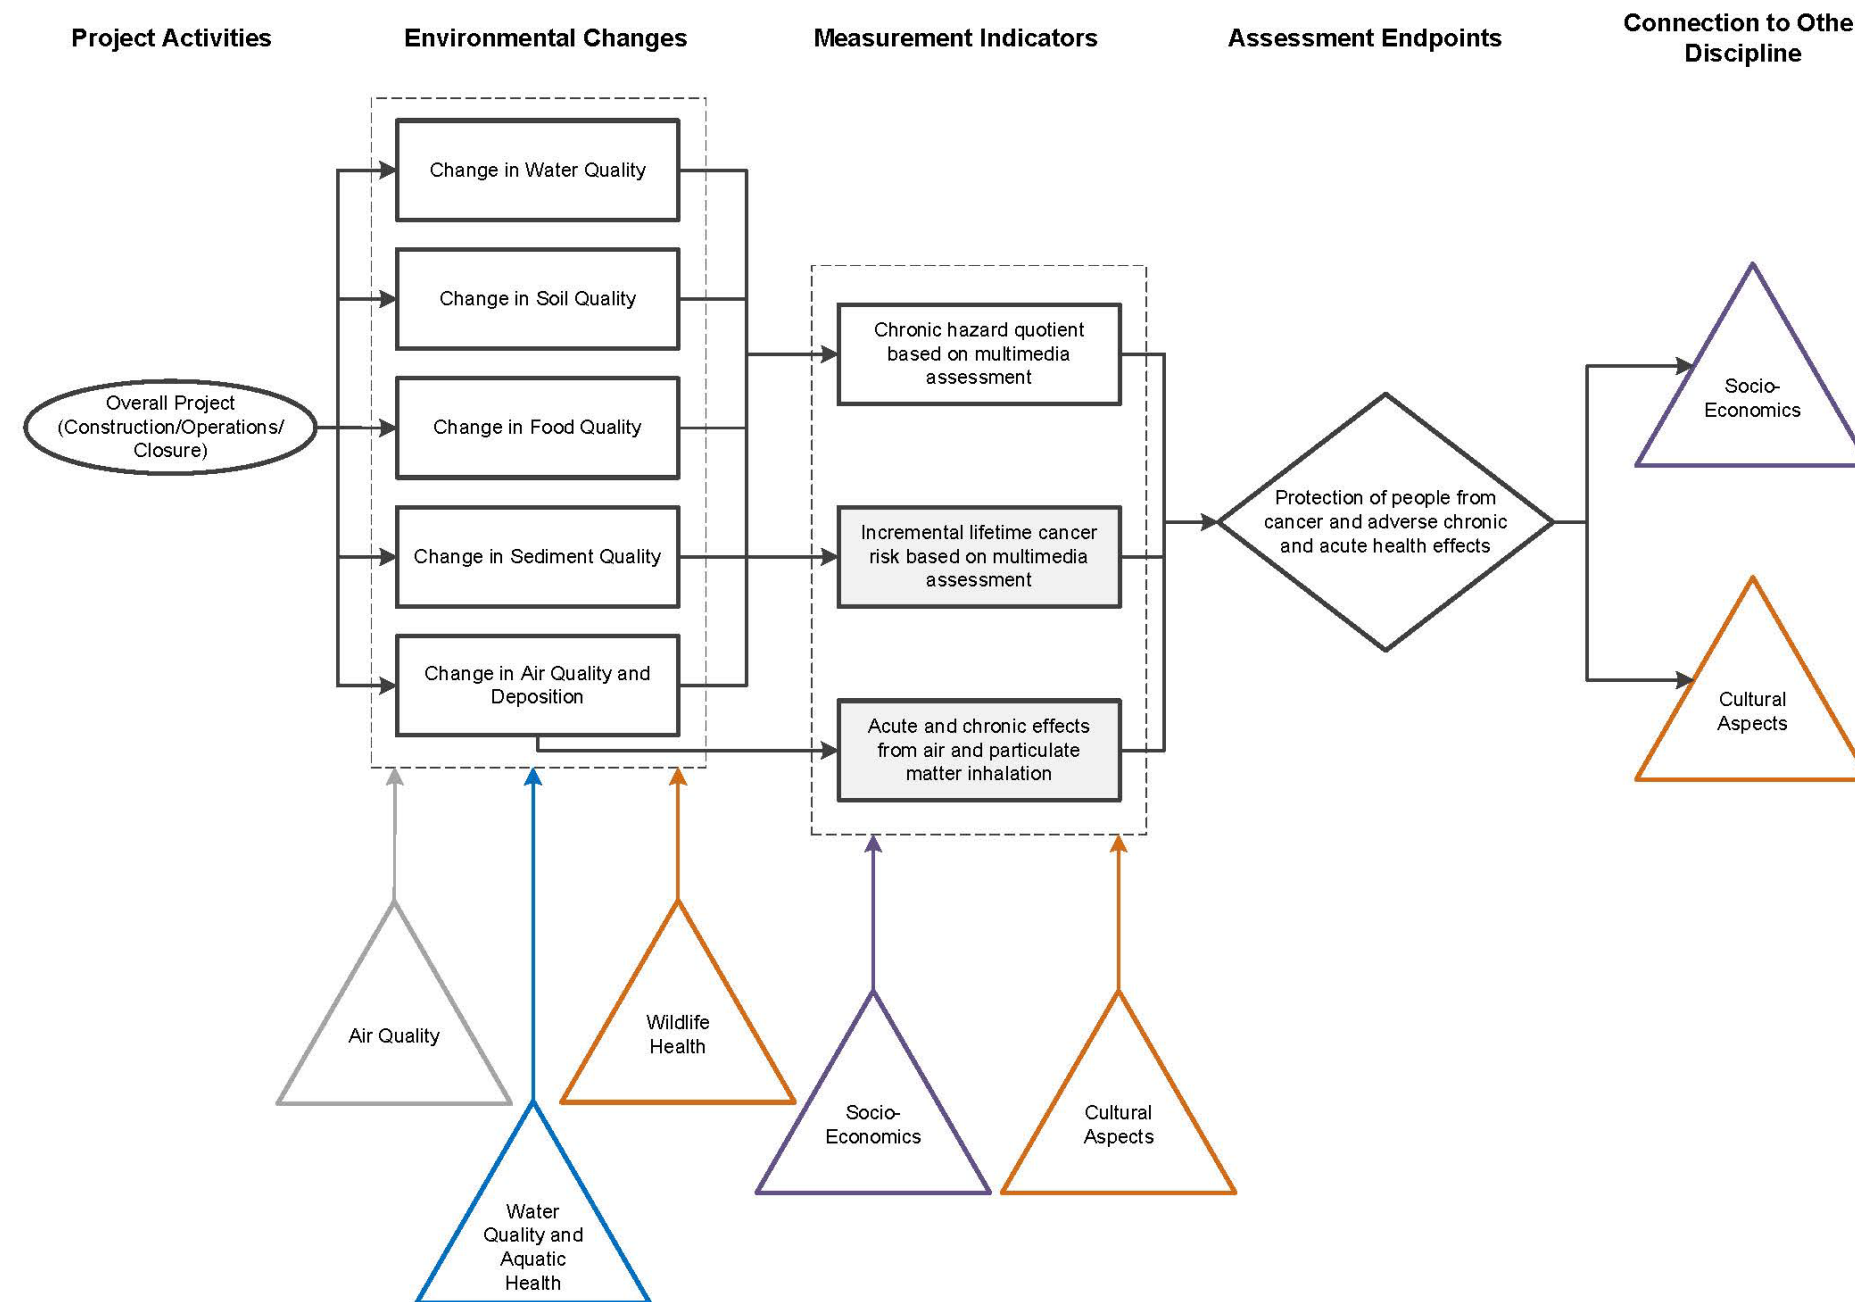 Project Activities
Environmental Changes
Measurement Indicators
Assessment Endpoints
Connection to Othe
Discipline
Change in Water Quality
Change in Soil Quality
Change in Food Quality
Change in Sediment Quality
Change in Air Quality and
Deposition
Overall Project
(Construction/Operations/
Closure)
Chronic hazard quotient
based on multimedia
assessment
Incremental lifetime cancer
risk based on multimedia
assessment
Acute and chronic effects
from air and particulate
matter inhalation
Protection of people from
cancer and adverse chronic
and acute health effects
Socio-
Economics
Cultural
Aspects
Air Quality
Water
Quality and
Aquatic
Health
Wildlife
Health
Socio-
Economics
Cultural
Aspects